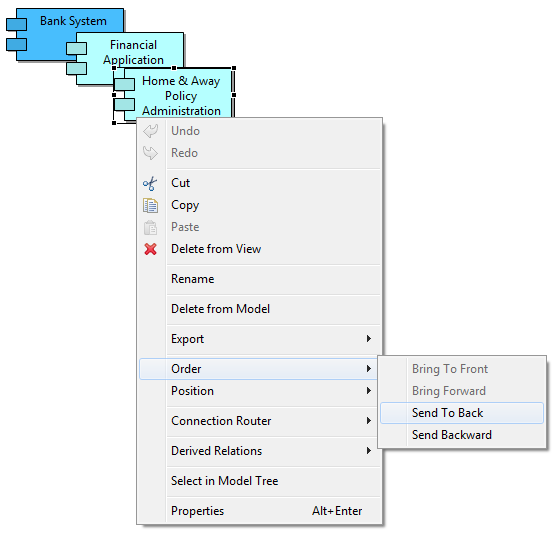 Bank System
Financial
Application
Home & Away
Policy
Administration
Undo
Redo
Cut
Copy
Paste
Delete from View
Rename
Delete from Model
Export
Order
Position
Connection Router
Derived Relations
Select in Model Tree
Properties Alt+Enter
Bring To Front
Bring Forward
Send To Back
Send Backward